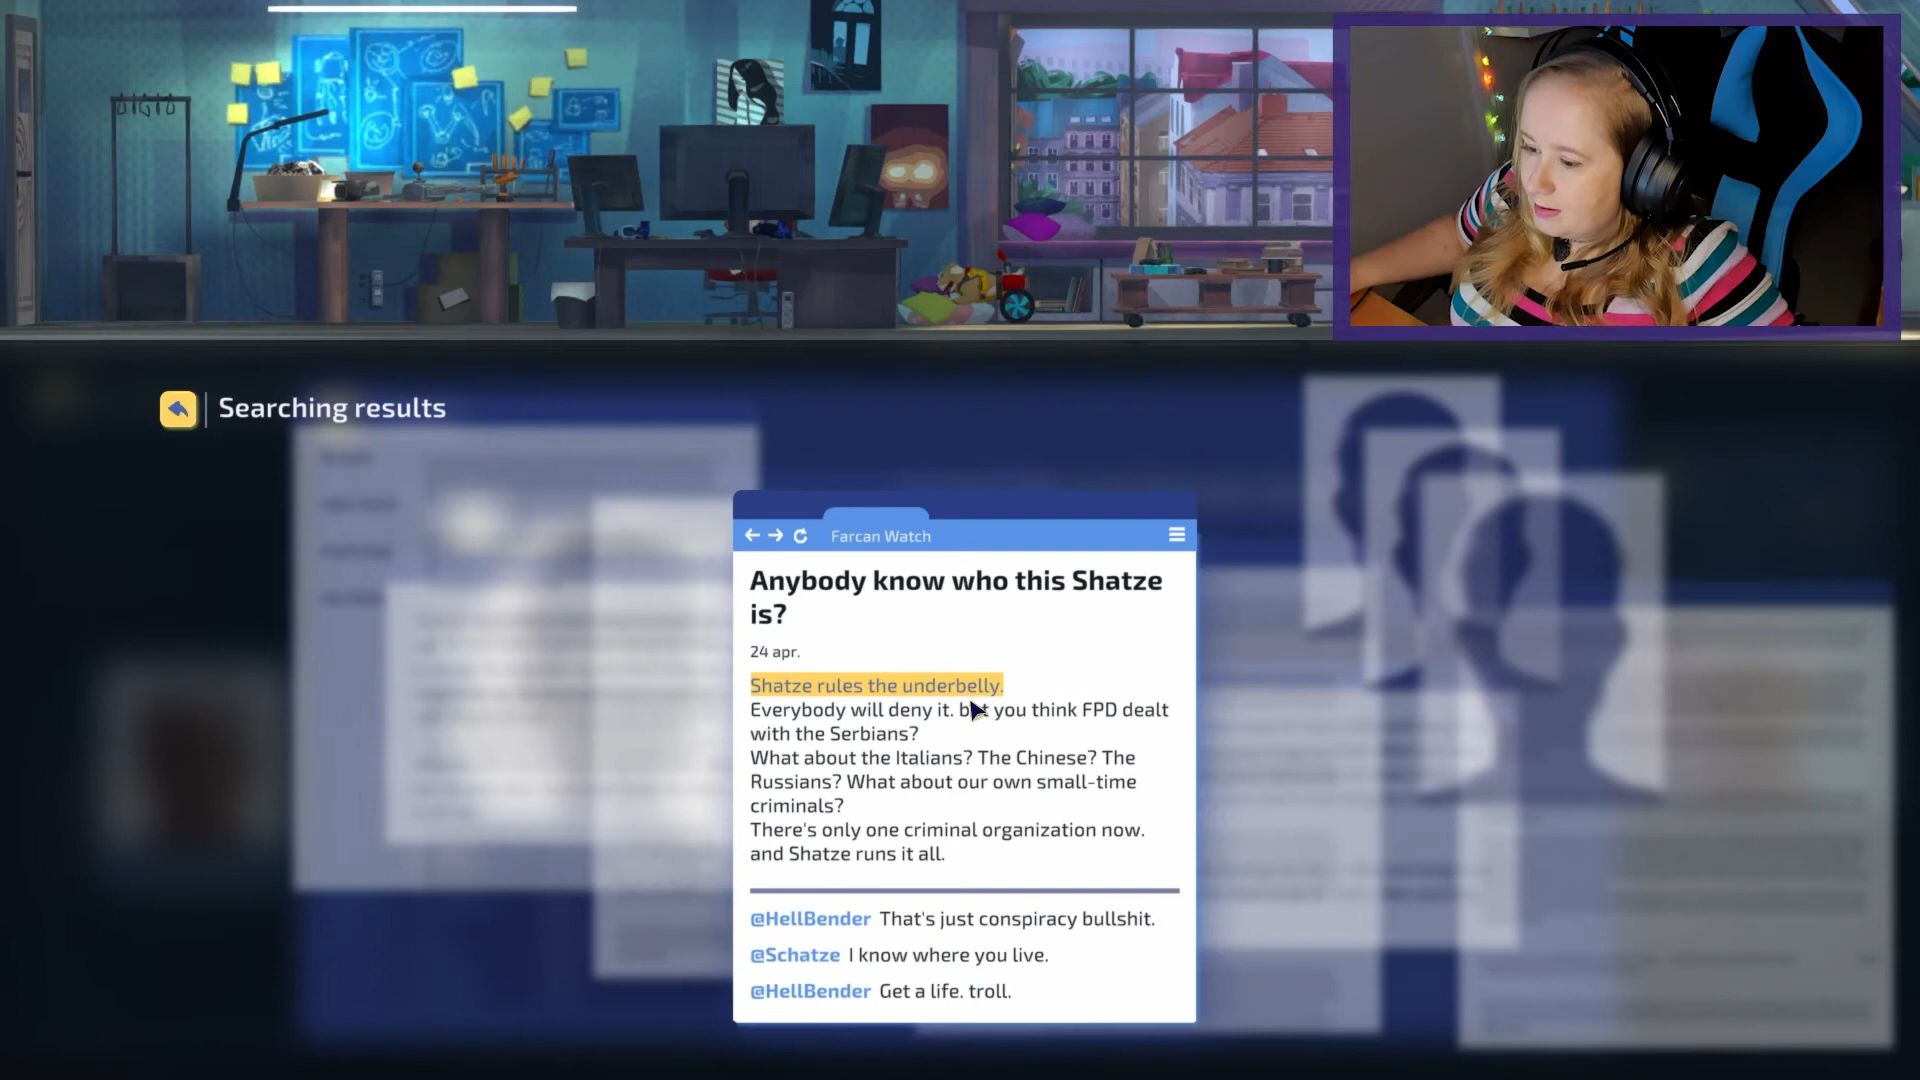 Searching results
Farcan Watch
Anybody know who this Shatze
is?
24 apr.
Shatze rules the underbelly.
Everybody will deny it. but you think FPD dealt
with the Serbians?
What about the Italians? The Chinese? The
Russians? What about our own small-time
criminals?
There's only one criminal organization now.
and Shatze runs it all.
@HellBender That's just conspiracy bullshit.
@Schatze I know where you live.
@HellBender Get a life. troll.